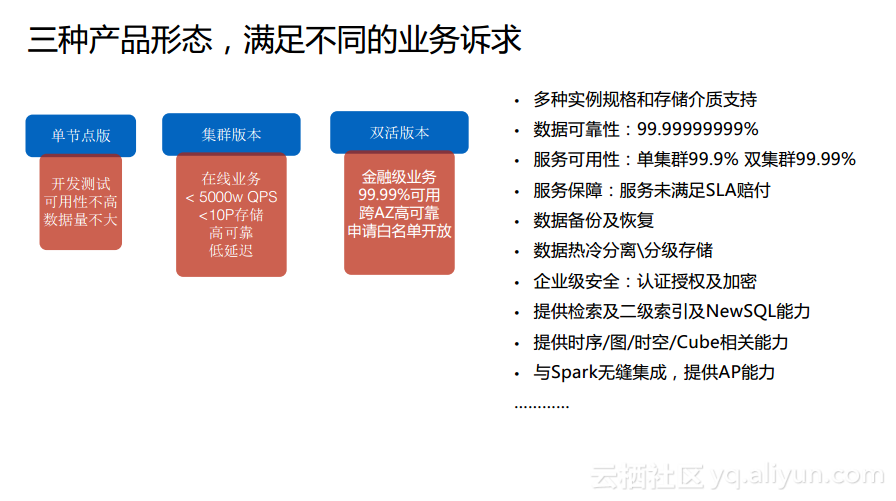 三种产品形态，满足不同的业务诉求
单节点版
开发测试
可用性不高
数据量不大
集群版本
在线业务
< 5000w QPS
<10P存储
高可靠
低延迟
双活版本
金融级业务
99.99%可用
跨AZ高可靠
申请白名单开放
• 多种实例规格和存储介质支持
• 数据可靠性：99.99999999%
• 服务可用性：单集群99.9% 双集群99.99%
• 服务保障：服务未满足SLA赔付
• 数据备份及恢复
• 数据热冷分离\分级存储
• 企业级安全：认证授权及加密
• 提供检索及二级索引及NewSQL能力
• 提供时序/图/时空/Cube相关能力
• 与Spark无缝集成，提供AP能力
…………
云栖社区 yq.aliyun.com